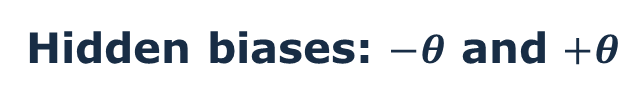 Hidden biases: −θ and +θ